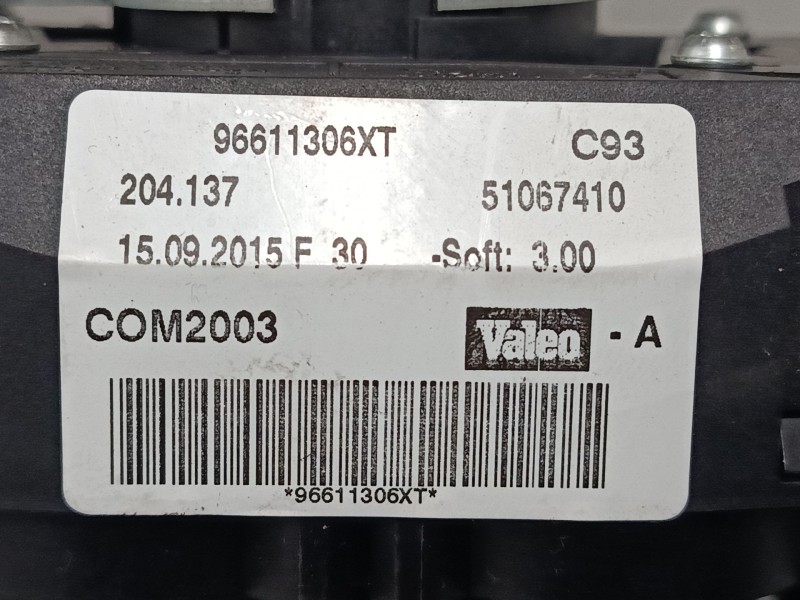 96611306XT C93
204.137 51067410
15.09.2015 F 30 -Soft: 3.00
COM2003 Valeo - A
*96611306XT*